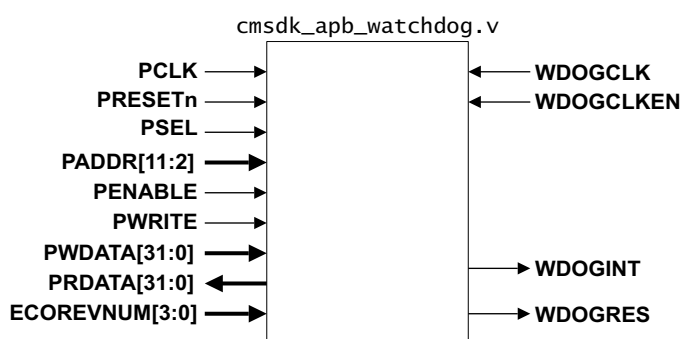 cmsdk_apb_watchdog.v
PCLK
PRESETn
PSEL
PADDR[11:2]
PENABLE
PWRITE
PWDATA[31:0]
PRDATA[31:0]
ECOREVNUM[3:0]
WDOGCLK
WDOGCLKEN
WDOGINT
WDOGRES